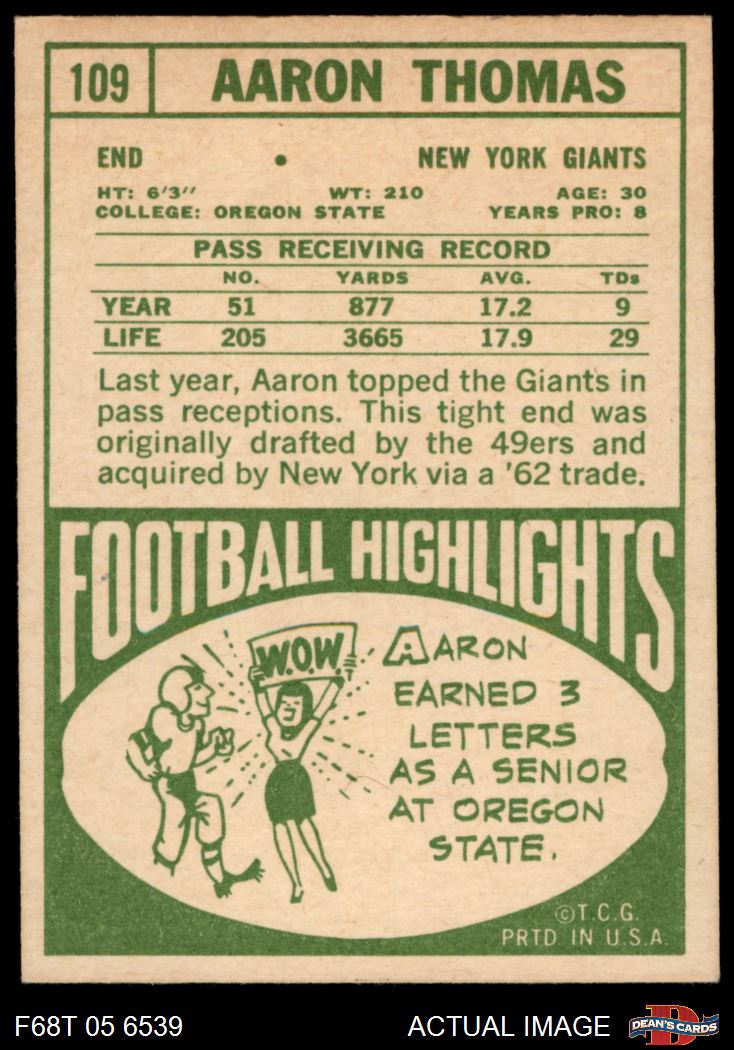 109 AARON THOMAS
END • NEW YORK GIANTS
HT: 6'3'' WT: 210 AGE: 30
COLLEGE: OREGON STATE YEARS PRO: 8
PASS RECEIVING RECORD
NO. YARDS AVG. TDs
YEAR 51 877 17.2 9
LIFE 205 3665 17.9 29
Last year, Aaron topped the Giants in
pass receptions. This tight end was
originally drafted by the 49ers and
acquired by New York via a '62 trade.
FOOTBALL HIGHLIGHTS
W.O.W.
AARON
EARNED 3
LETTERS
AS A SENIOR
AT OREGON
STATE.
©T.C.G.
PRTD. IN U.S.A.
F68T 05 6539 ACTUAL IMAGE D DEAN'S CARDS